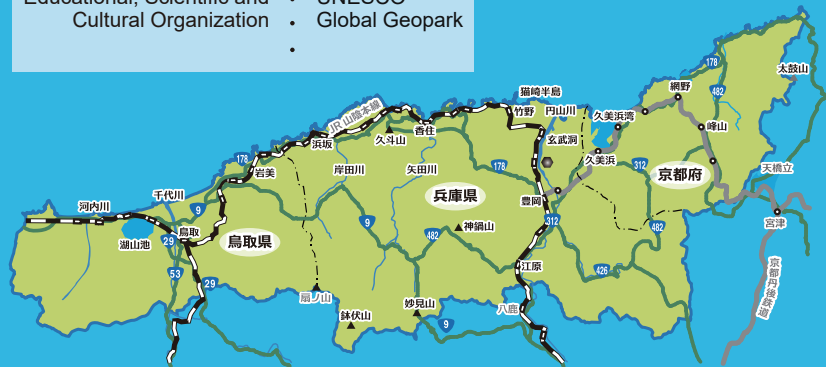 Educational, Scientific and
Cultural Organization
•
UNESCO
• Global Geopark
•
178
太鼓山
482
網野
猫崎半島
竹野
円山川
久美浜湾
峰山
JR山陰本線
香住
久斗山
浜坂
玄武洞
久美浜
312
178
岩美
岸田川
矢田川
178
京都府
天橋立
千代川
兵庫県
豊岡
河内川
9
312
482
宮津
鳥取
9
482
神鍋山
湖山池
29
鳥取県
53
29
江原
426
京都丹後鉄道
扇ノ山
妙見山
八鹿
鉢伏山
9